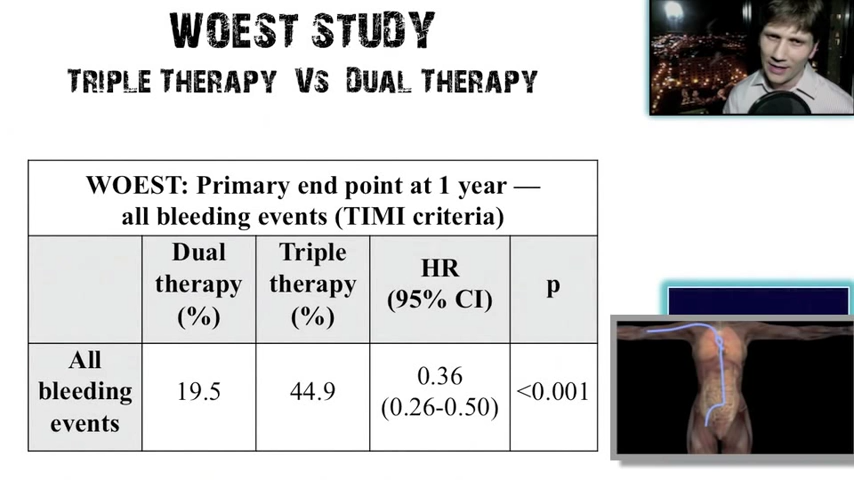 WOEST STUDY
TRIPLE THERAPY VS DUAL THERAPY
WOEST: Primary end point at 1 year —
all bleeding events (TIMI criteria)
Dual therapy (%)
Triple therapy (%)
HR (95% CI)
p
All bleeding events
19.5
44.9
0.36 (0.26-0.50)
<0.001